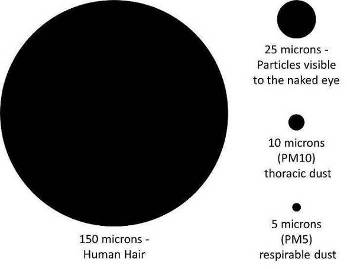 150 microns -
Human Hair
25 microns -
Particles visible
to the naked eye
10 microns
(PM10)
thoracic dust
5 microns
(PM5)
respirable dust